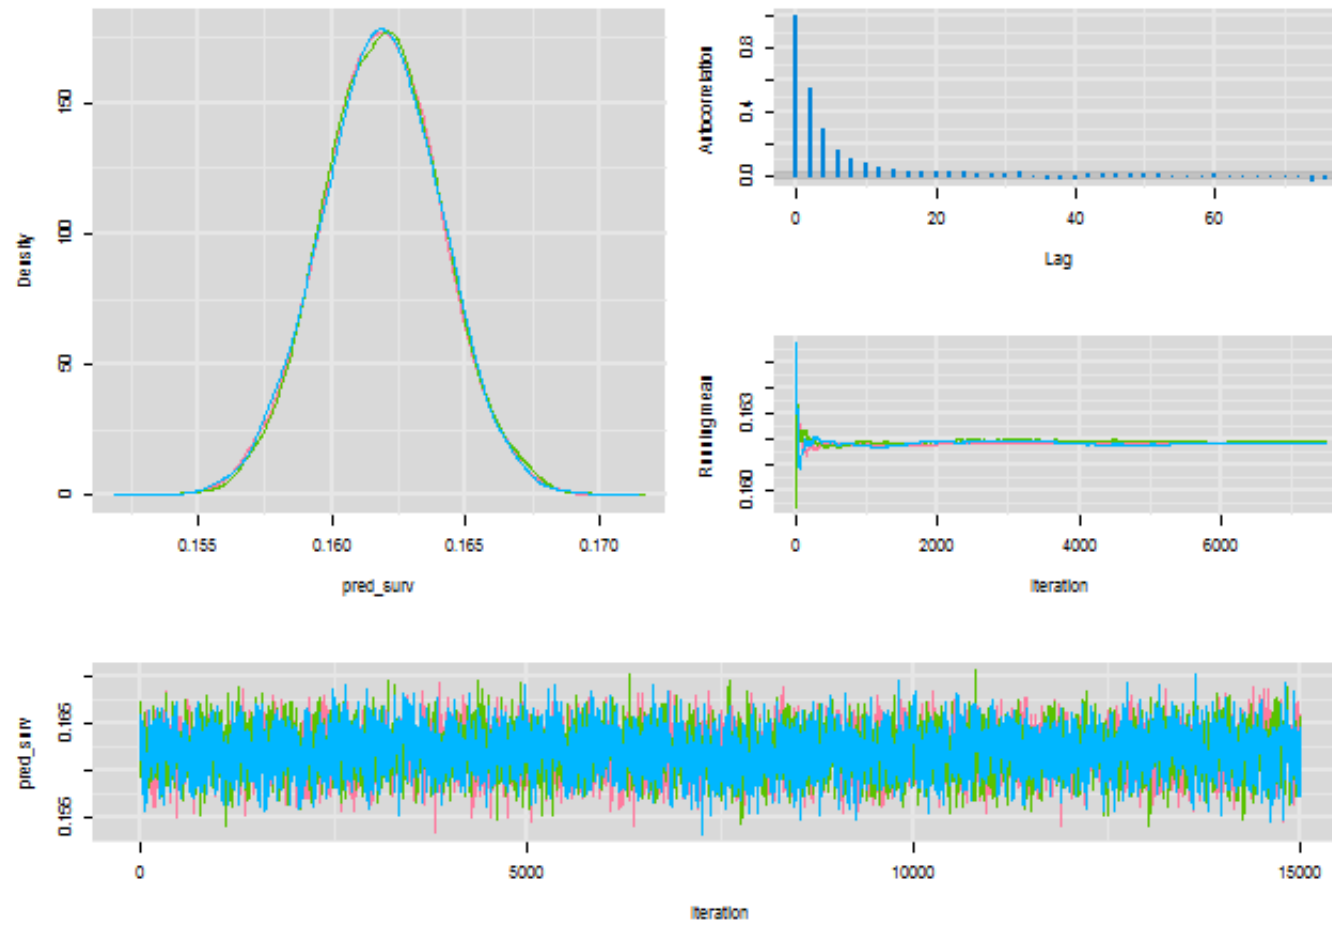 Density
150
100
50
0
0.155 0.160 0.165 0.170
pred_surv
Autocorrelation
0.8
0.4
0.0
0 20 40 60
Lag
Running mean
0.163
0.160
0 2000 4000 6000
Iteration
pred_surv
0.165
0.155
0 5000 10000 15000
Iteration